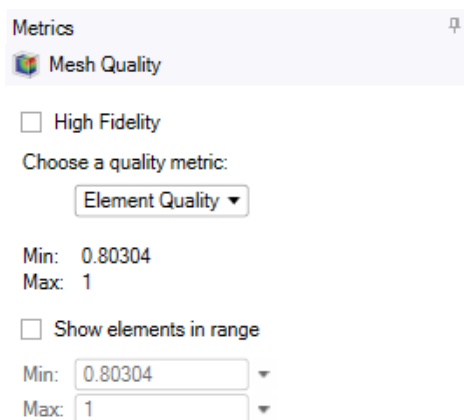 Metrics
Mesh Quality
High Fidelity
Choose a quality metric:
Element Quality
Min: 0.80304
Max: 1
Show elements in range
Min: 0.80304
Max: 1